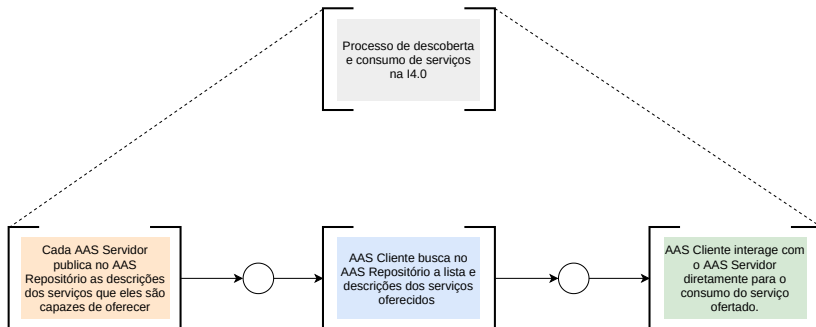 Processo de descoberta
e consumo de serviços
na I4.0
Cada AAS Servidor
publica no AAS
Repositório as descrições
dos serviços que eles são
capazes de oferecer
AAS Cliente busca no
AAS Repositório a lista e
descrições dos serviços
oferecidos
AAS Cliente interage com
o AAS Servidor
diretamente para o
consumo do serviço
ofertado.